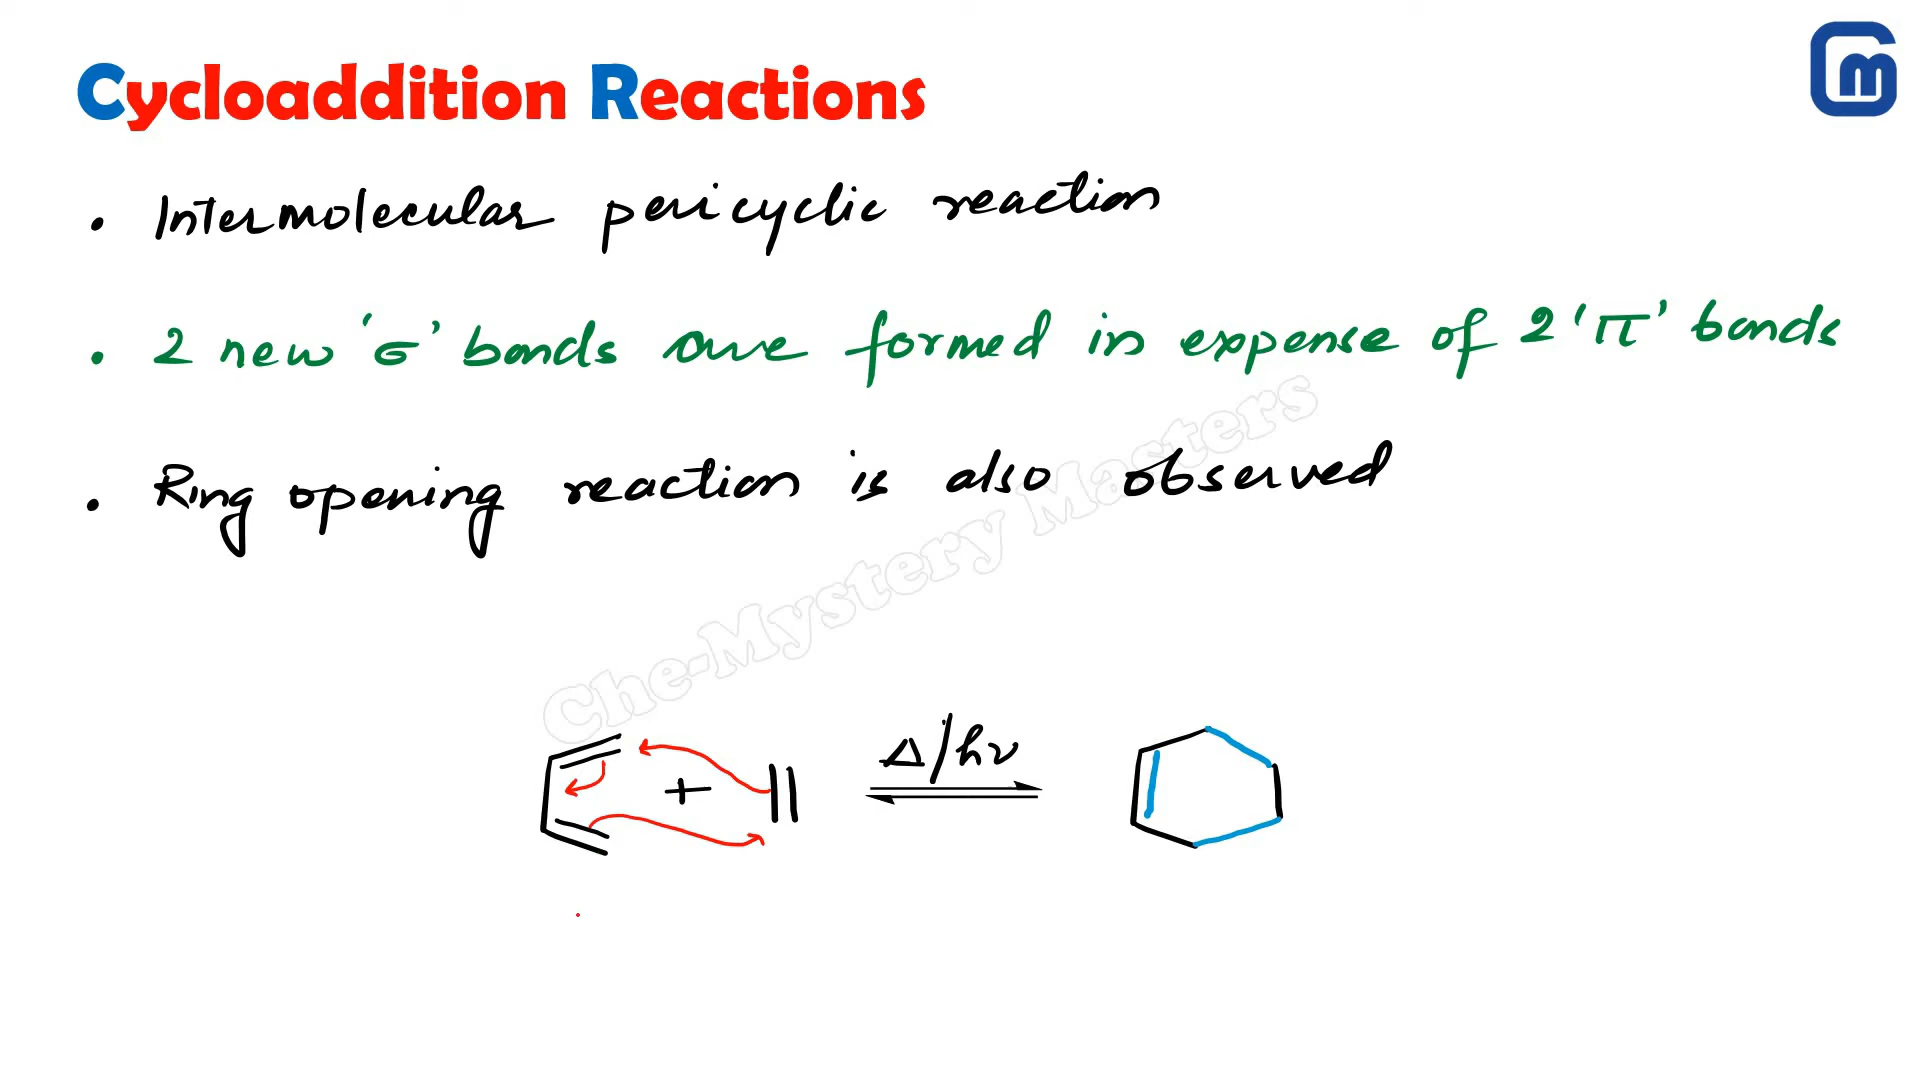 Cycloaddition Reactions
m
• Intermolecular pericyclic reaction
• 2 new 'σ' bonds are formed in expense of 2 'π' bonds
• Ring opening reaction is also observed
Che-Mystery Masters
+ Δ/hν